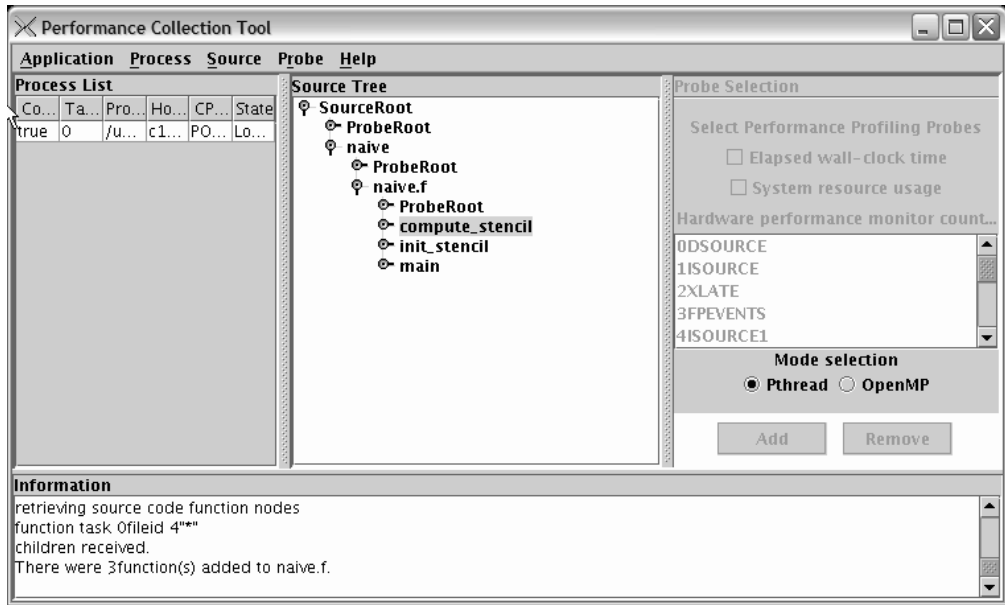 Performance Collection Tool
Application Process Source Probe Help
Process List
Co... Ta... Pro... Ho... CP... State
true 0 /u... c1... PO... Lo...
Source Tree
SourceRoot
ProbeRoot
naive
ProbeRoot
naive.f
ProbeRoot
compute_stencil
init_stencil
main
Probe Selection
Select Performance Profiling Probes
Elapsed wall-clock time
System resource usage
Hardware performance monitor count...
0DSOURCE
1ISOURCE
2XLATE
3FPEVENTS
4ISOURCE1
Mode selection
Pthread OpenMP
Add Remove
Information
retrieving source code function nodes
function task 0fileid 4"*"
children received.
There were 3function(s) added to naive.f.